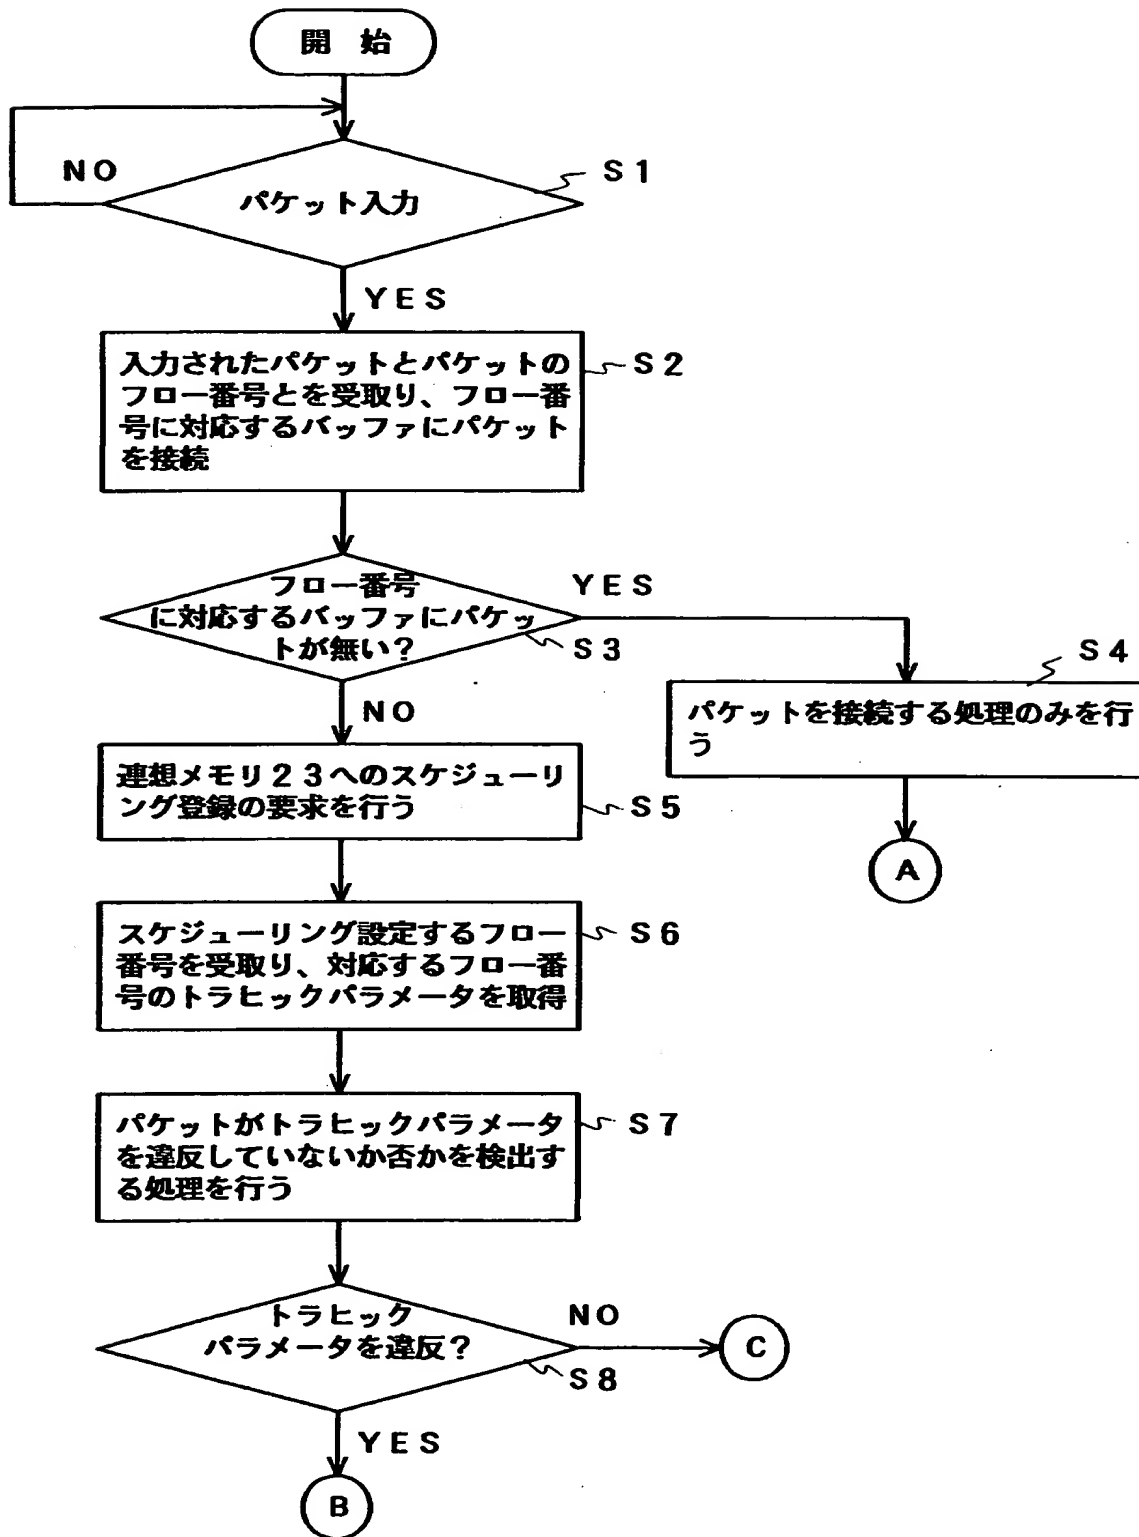 開 始
NO
パケット入力
S1
YES
入力されたパケットとパケットの
フロー番号とを受取り、フロー番
号に対応するバッファにパケット
を接続
S2
フロー番号
に対応するバッファにパケッ
トが無い?
YES
S3
NO
S4
パケットを接続する処理のみを行
う
A
連想メモリ23へのスケジューリ
ング登録の要求を行う
S5
スケジューリング設定するフロー
番号を受取り、対応するフロー番
号のトラヒックパラメータを取得
S6
パケットがトラヒックパラメータ
を違反していないか否かを検出す
る処理を行う
S7
トラヒック
パラメータを違反?
NO
C
S8
YES
B